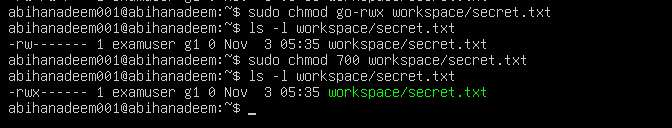 abihanadeem001@abihanadeem:~$ sudo chmod go-rwx workspace/secret.txt
abihanadeem001@abihanadeem:~$ ls -l workspace/secret.txt
-rw------- 1 examuser g1 0 Nov  3 05:35 workspace/secret.txt
abihanadeem001@abihanadeem:~$ sudo chmod 700 workspace/secret.txt
abihanadeem001@abihanadeem:~$ ls -l workspace/secret.txt
-rwx------ 1 examuser g1 0 Nov  3 05:35 workspace/secret.txt
abihanadeem001@abihanadeem:~$ _